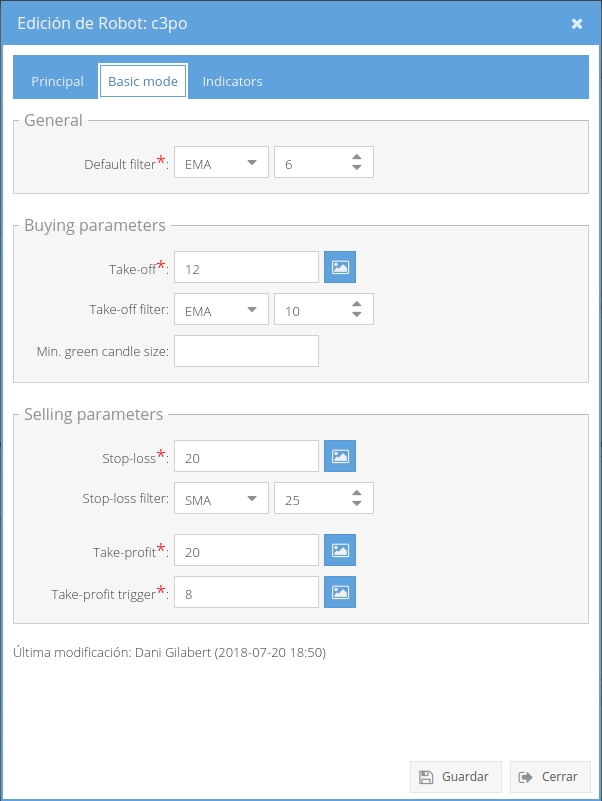 Edición de Robot: c3po
Principal Basic mode Indicators
General
Default filter*: EMA 6
Buying parameters
Take-off*: 12
Take-off filter: EMA 10
Min. green candle size:
Selling parameters
Stop-loss*: 20
Stop-loss filter: SMA 25
Take-profit*: 20
Take-profit trigger*: 8
Última modificación: Dani Gilabert (2018-07-20 18:50)
Guardar Cerrar